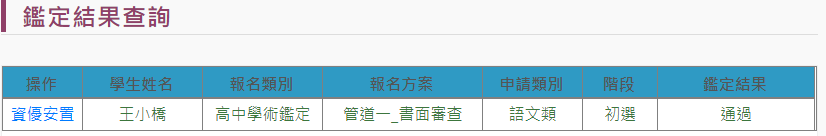 鑑定結果查詢
操作 學生姓名 報名類別 報名方案 申請類別 階段 鑑定結果
資優安置 王小橋 高中學術鑑定 管道一_書面審查 語文類 初選 通過